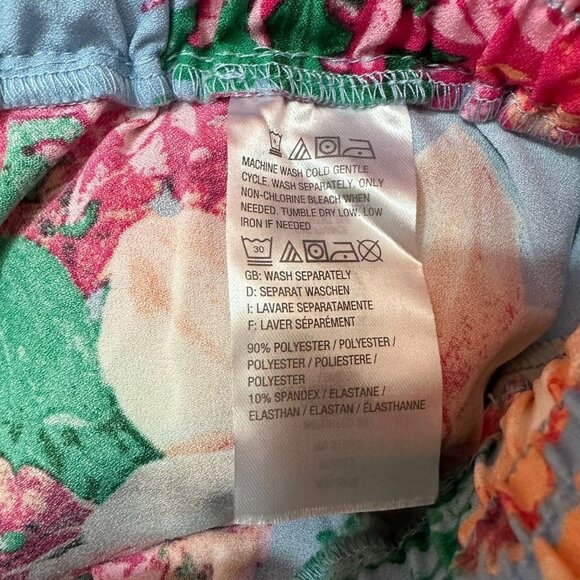 MACHINE WASH COLD GENTLE
CYCLE. WASH SEPARATELY. ONLY
NON-CHLORINE BLEACH WHEN
NEEDED. TUMBLE DRY LOW. LOW
IRON IF NEEDED
30
GB: WASH SEPARATELY
D: SEPARAT WASCHEN
I: LAVARE SEPARATAMENTE
F: LAVER SÉPARÉMENT
90% POLYESTER / POLYESTER /
POLYESTER / POLIESTERE /
POLYESTER
10% SPANDEX / ELASTANE /
ELASTHAN / ELASTAN / ÉLASTHANNE